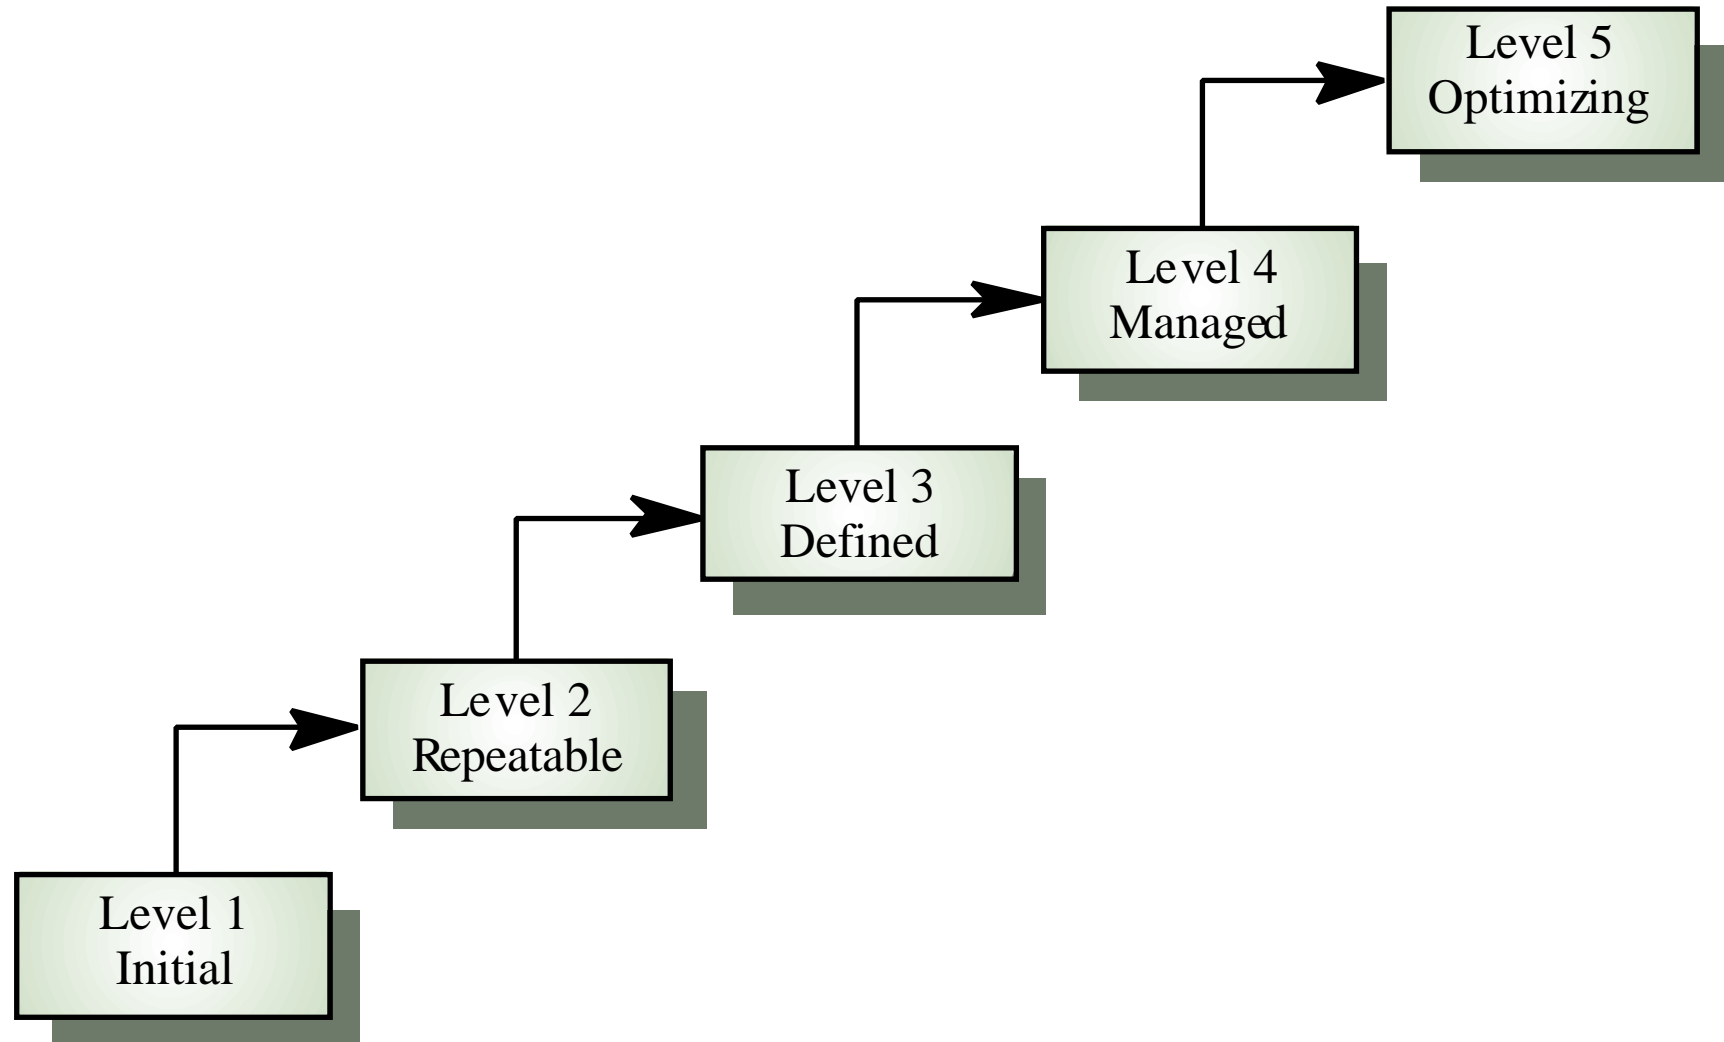 Level 5
Optimizing
Level 4
Managed
Level 3
Defined
Level 2
Repeatable
Level 1
Initial